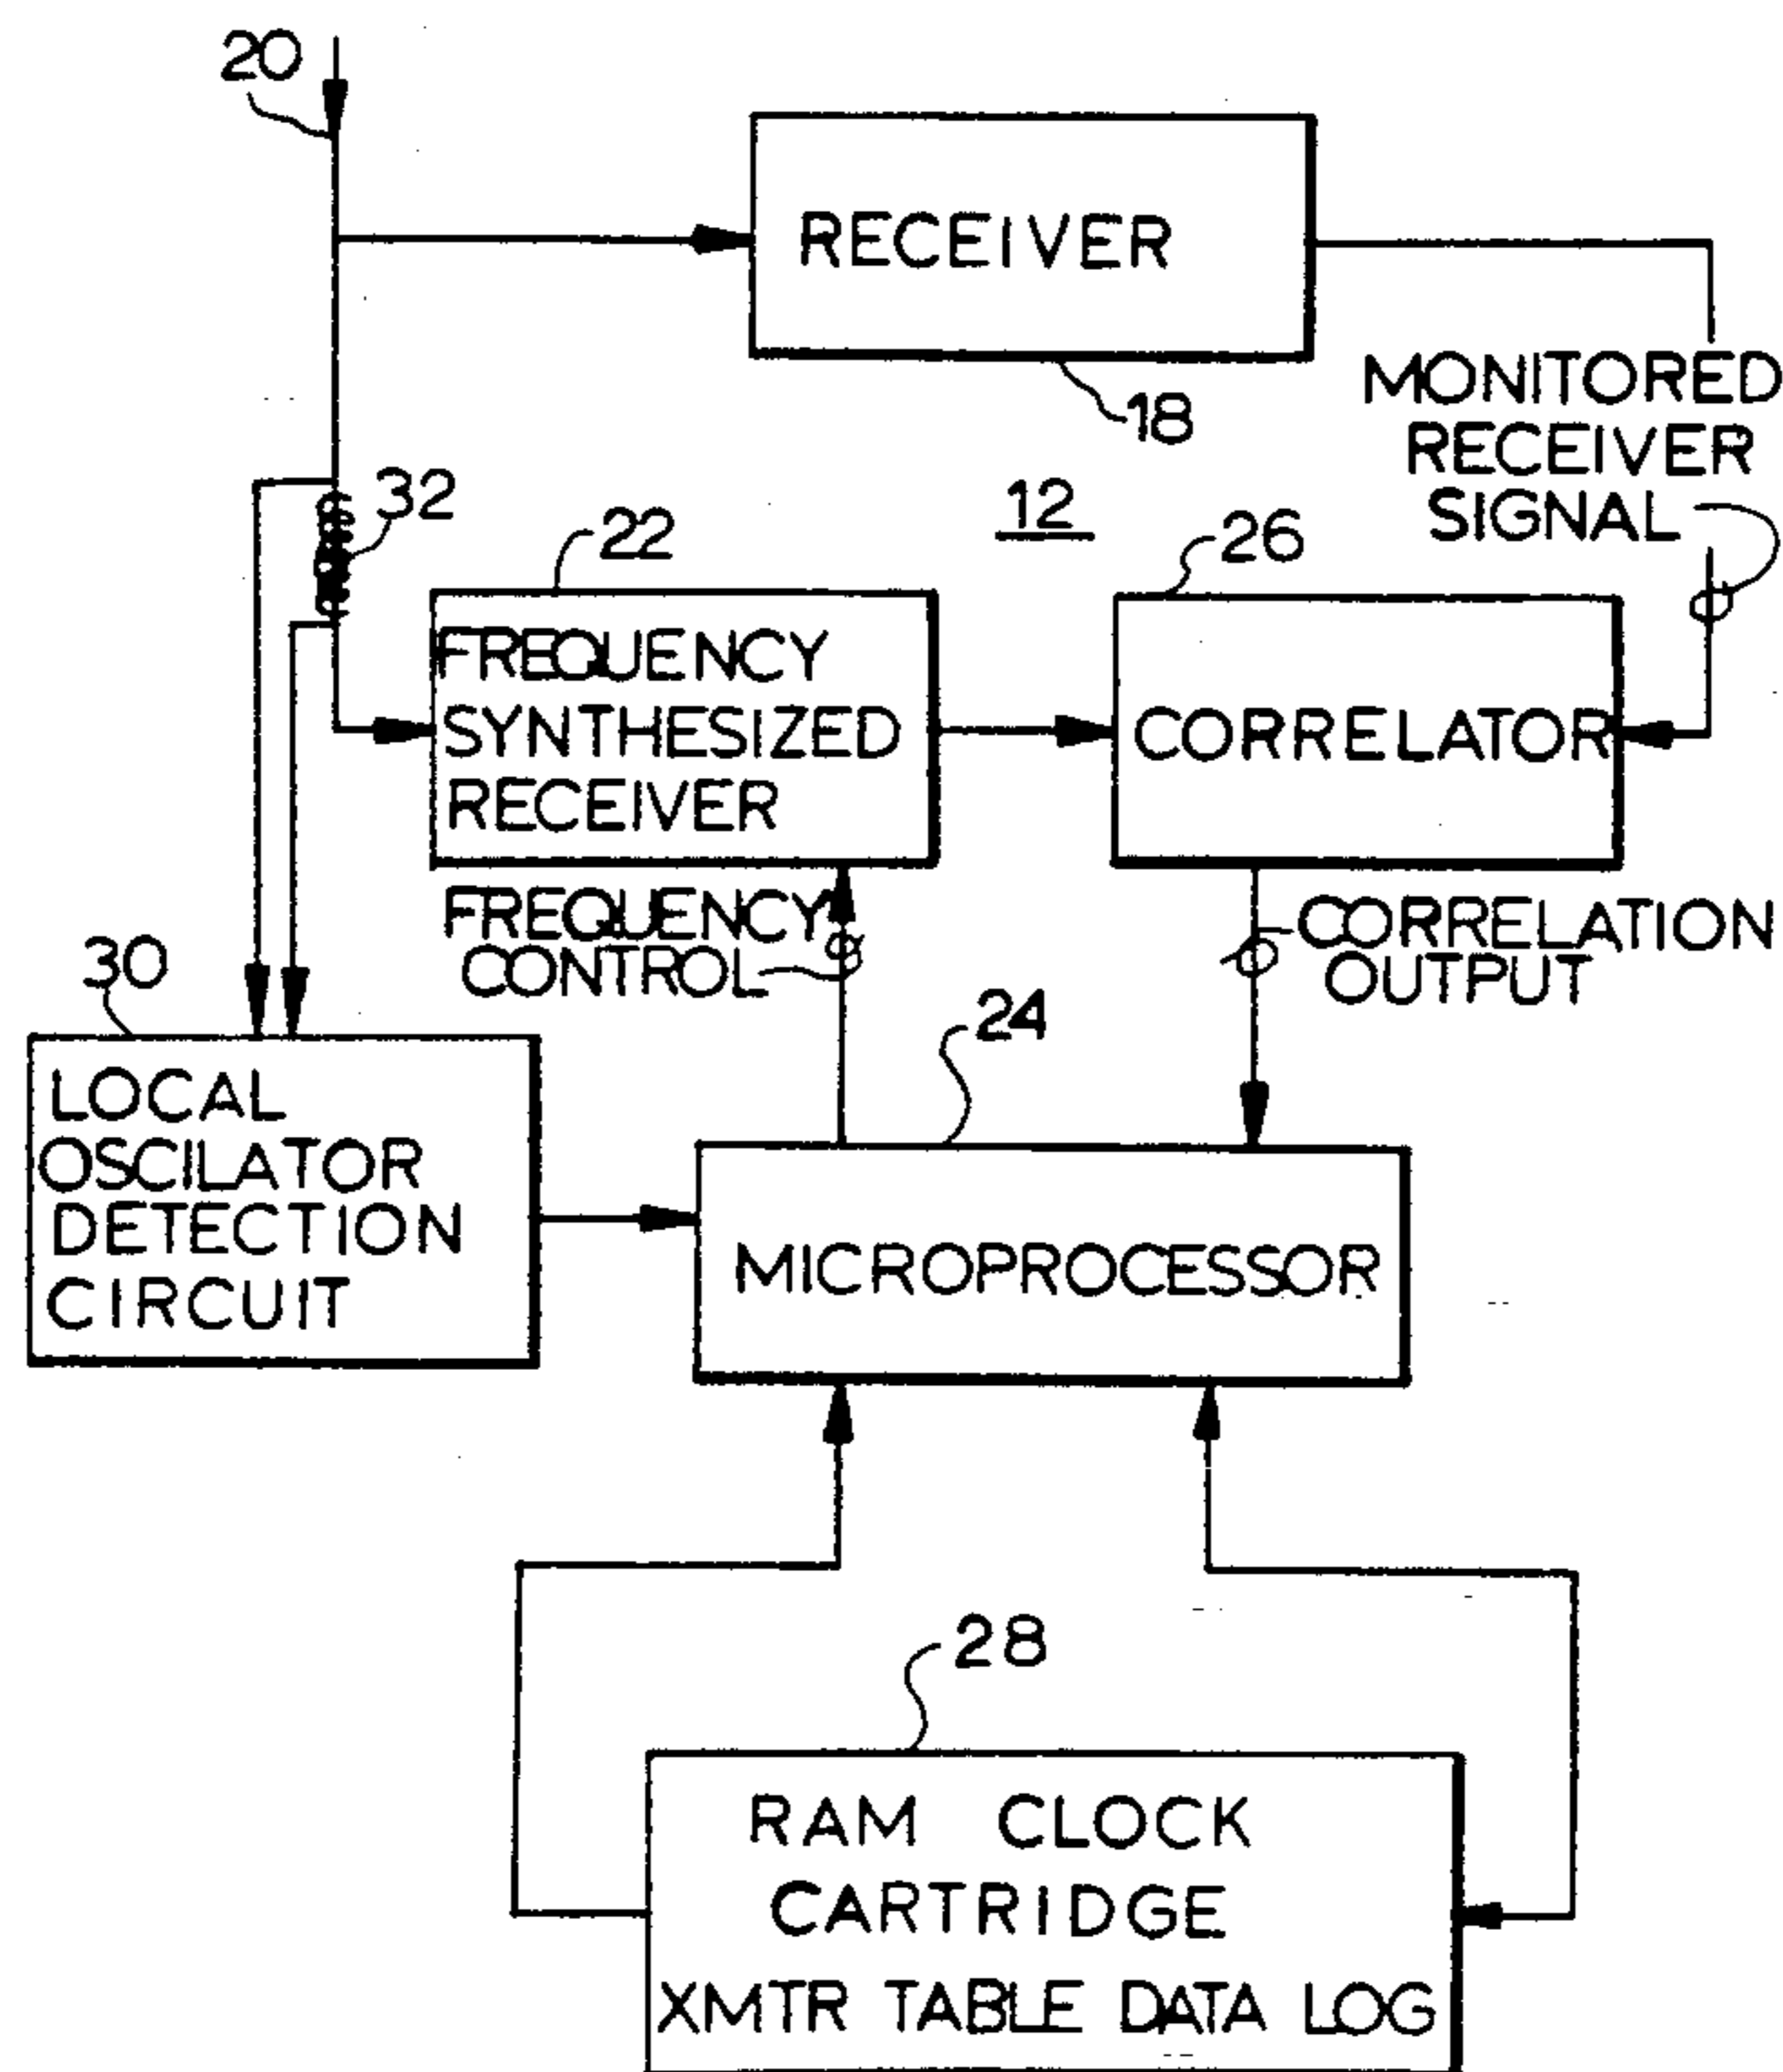 20
RECEIVER
18
MONITORED
RECEIVER
SIGNAL
32
22
12
26
FREQUENCY
SYNTHESIZED
RECEIVER
CORRELATOR
FREQUENCY
CONTROL
CORRELATION
OUTPUT
30
24
LOCAL
OSCILATOR
DETECTION
CIRCUIT
MICROPROCESSOR
28
RAM CLOCK
CARTRIDGE
XMTR TABLE DATA LOG